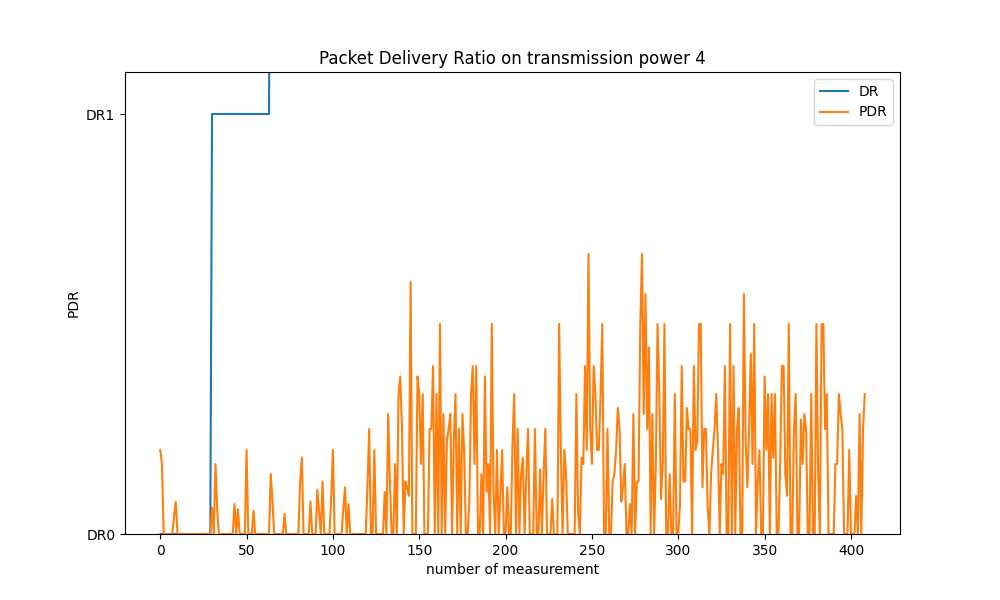 Packet Delivery Ratio on transmission power 4
DR
PDR
DR1
PDR
DR0
0 50 100 150 200 250 300 350 400
number of measurement